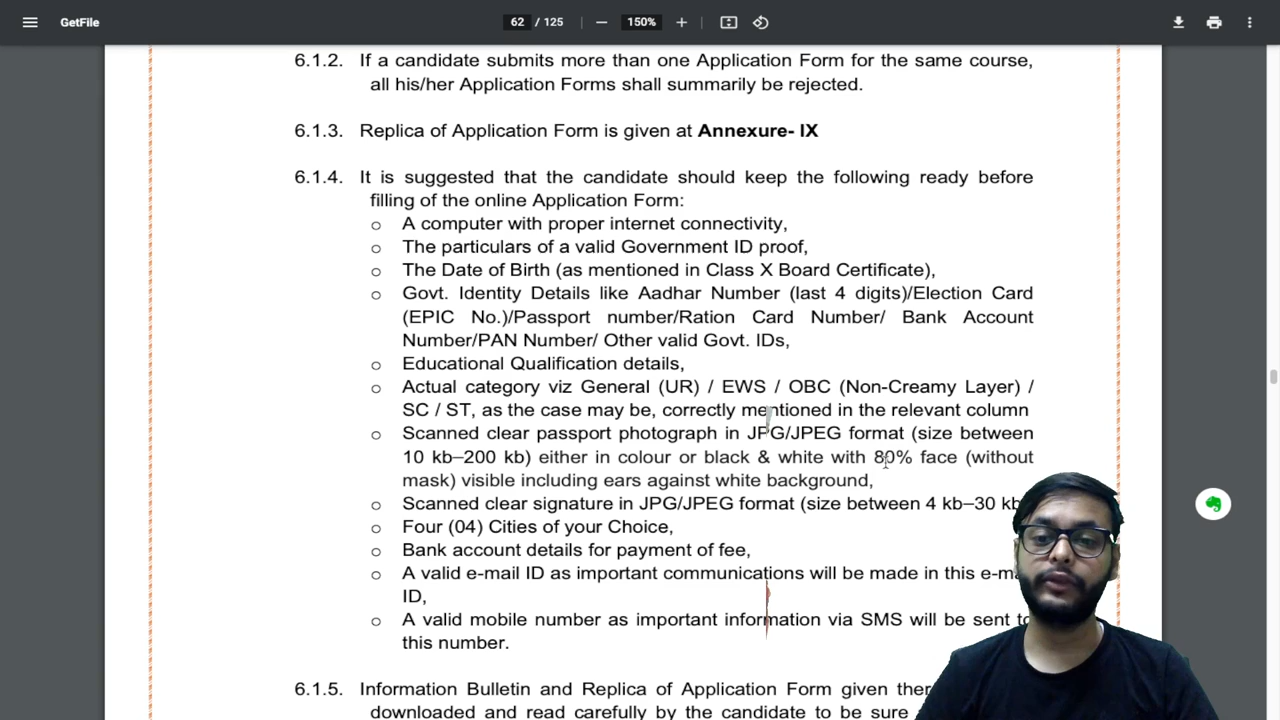 GetFile
62 / 125
150%
6.1.2. If a candidate submits more than one Application Form for the same course,
all his/her Application Forms shall summarily be rejected.
6.1.3. Replica of Application Form is given at Annexure- IX
6.1.4. It is suggested that the candidate should keep the following ready before
filling of the online Application Form:
o A computer with proper internet connectivity,
o The particulars of a valid Government ID proof,
o The Date of Birth (as mentioned in Class X Board Certificate),
o Govt. Identity Details like Aadhar Number (last 4 digits)/Election Card
(EPIC No.)/Passport number/Ration Card Number/ Bank Account
Number/PAN Number/ Other valid Govt. IDs,
o Educational Qualification details,
o Actual category viz General (UR) / EWS / OBC (Non-Creamy Layer) /
SC / ST, as the case may be, correctly mentioned in the relevant column
o Scanned clear passport photograph in JPG/JPEG format (size between
10 kb–200 kb) either in colour or black & white with 80% face (without
mask) visible including ears against white background,
o Scanned clear signature in JPG/JPEG format (size between 4 kb–30 kb
o Four (04) Cities of your Choice,
o Bank account details for payment of fee,
o A valid e-mail ID as important communications will be made in this
ID,
o A valid mobile number as important information via SMS will be sent to
this number.
6.1.5. Information Bulletin and Replica of Application Form given
downloaded and read carefully by the candidate to be sure